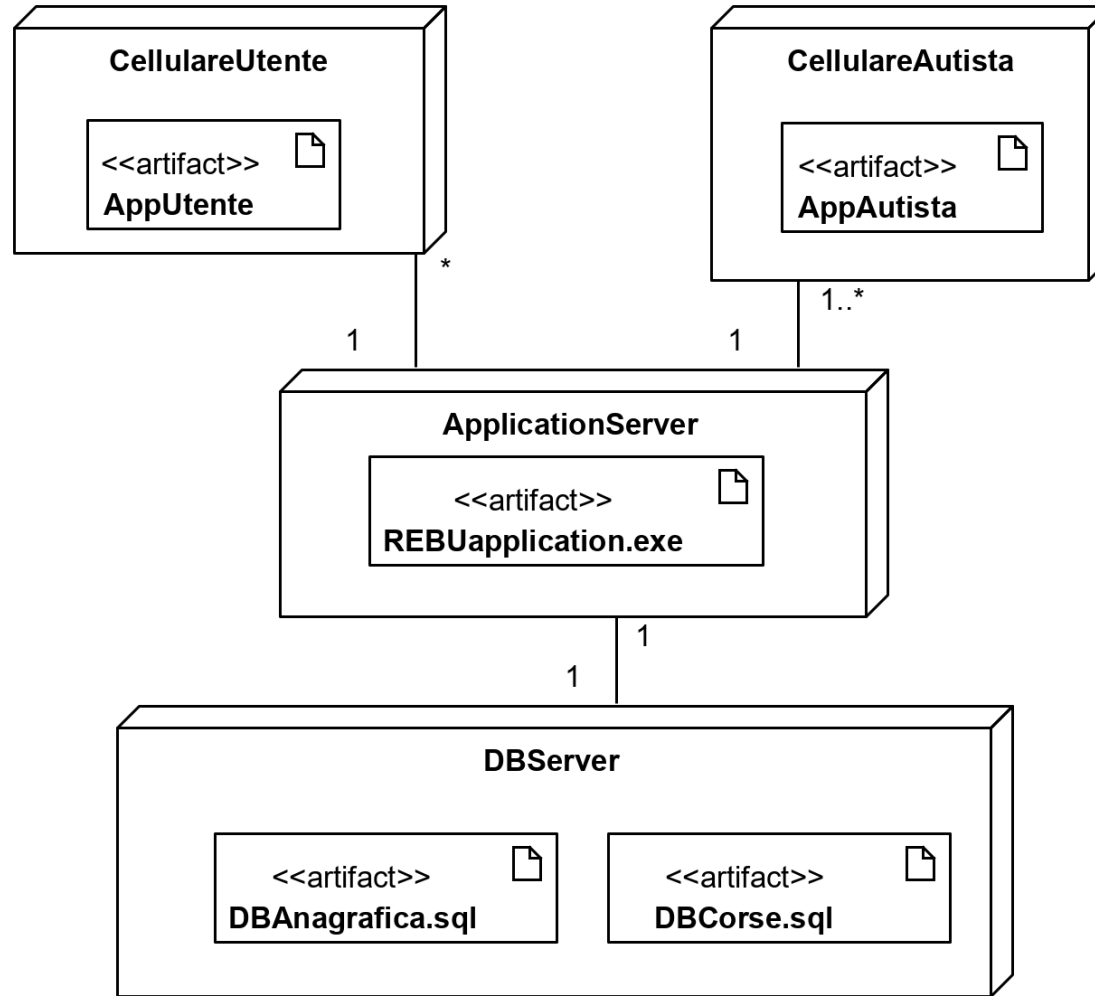 CellulareUtente
<<artifact>>
AppUtente
CellulareAutista
<<artifact>>
AppAutista
*
1..*
1
1
ApplicationServer
<<artifact>>
REBUapplication.exe
1
1
DBServer
<<artifact>>
DBAnagrafica.sql
<<artifact>>
DBCorse.sql